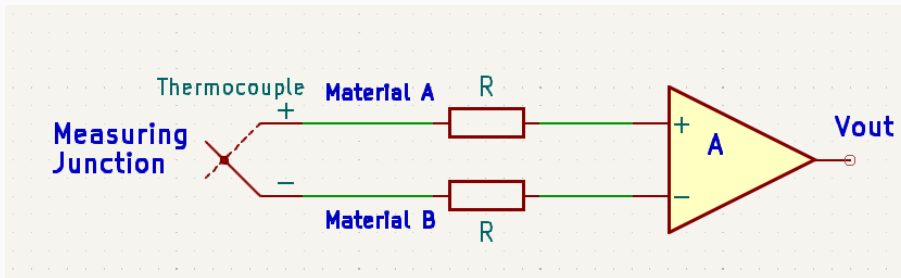 Thermocouple
+
Material A
R
Measuring
Junction
+
A
Vout
−
−
Material B
R